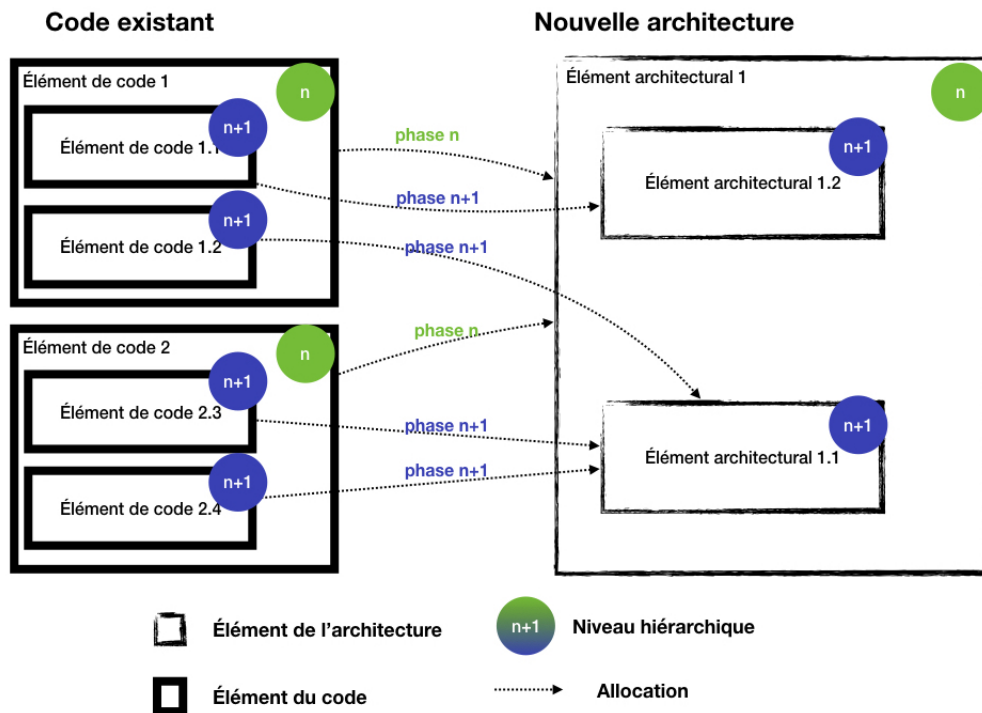 Code existant
Nouvelle architecture
Élément de code 1
n
Élément de code 1.1
n+1
Élément de code 1.2
n+1
Élément de code 2
n
Élément de code 2.3
n+1
Élément de code 2.4
n+1
phase n
phase n+1
phase n+1
phase n
phase n+1
phase n+1
Élément architectural 1
n
Élément architectural 1.2
n+1
Élément architectural 1.1
n+1
Élément de l’architecture
n+1
Niveau hiérarchique
Élément du code
Allocation